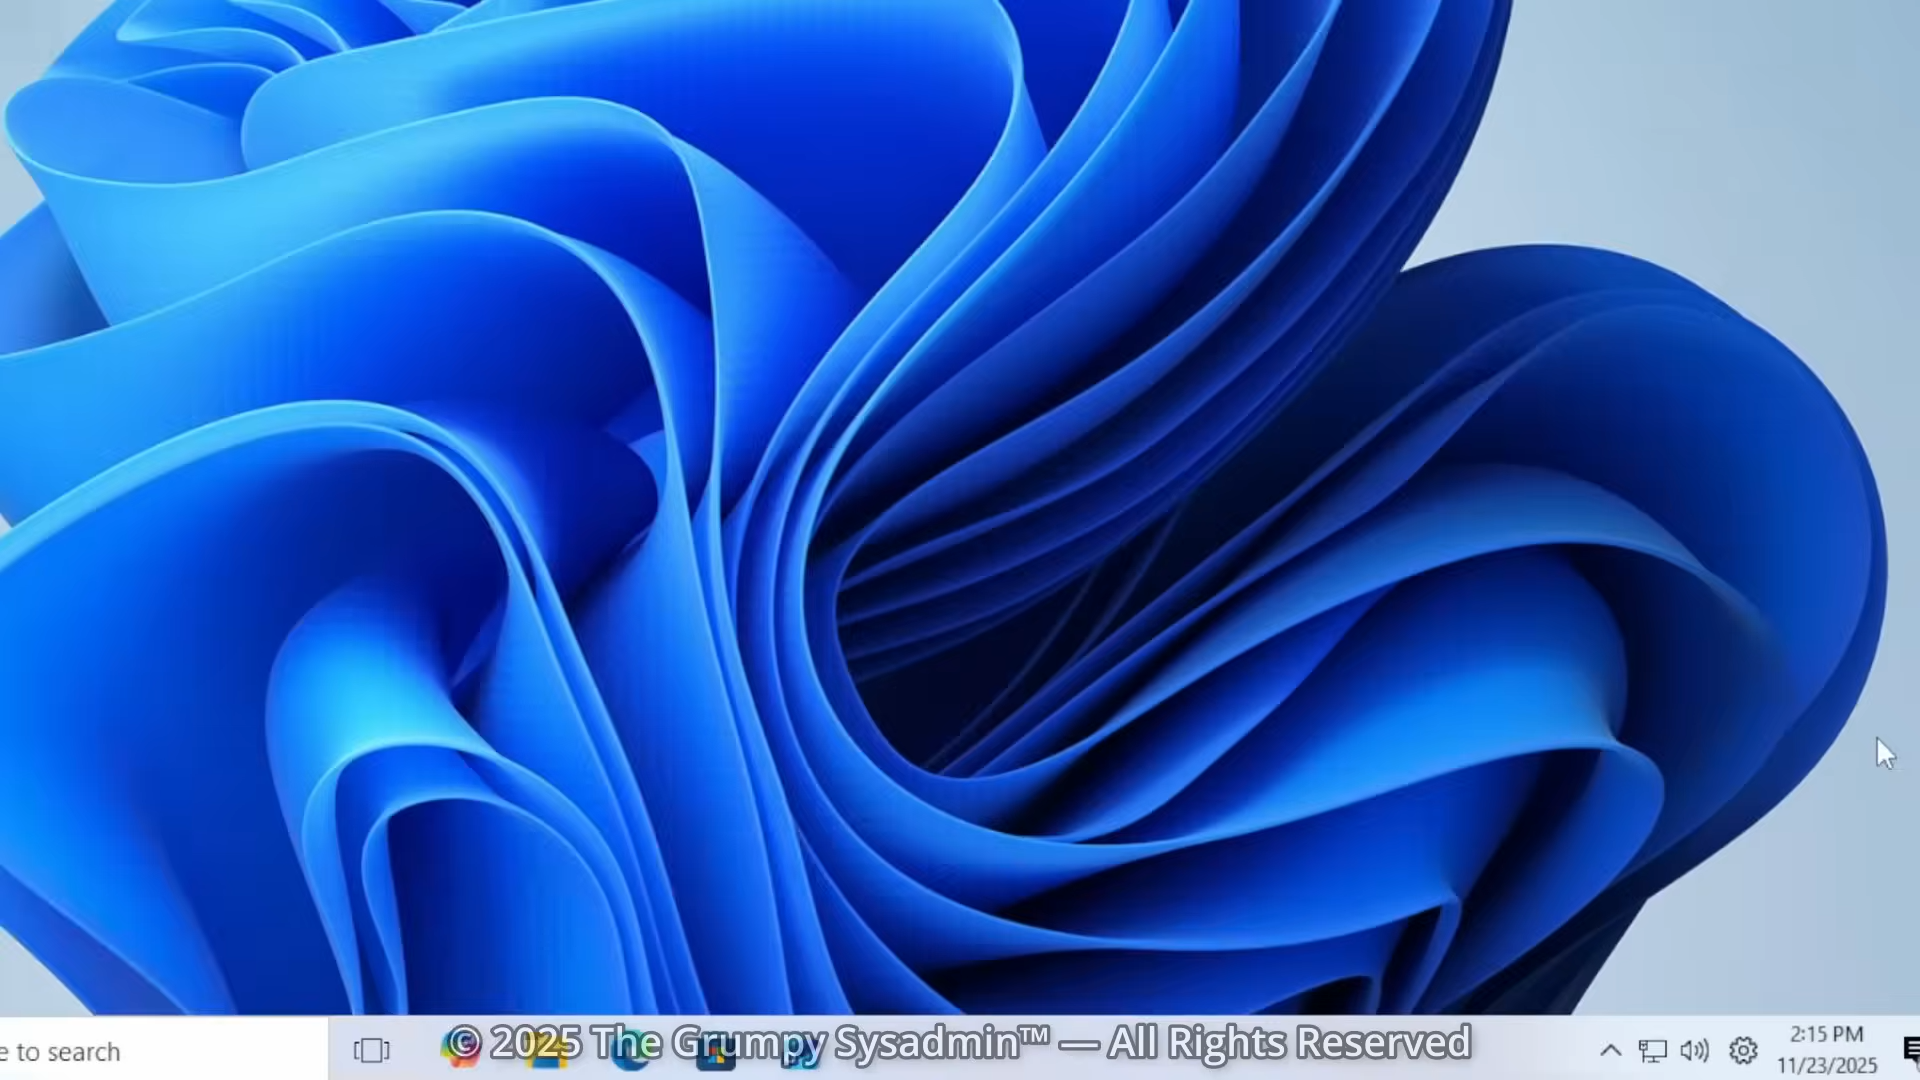 e to search
© 2025 The Grumpy Sysadmin™ — All Rights Reserved
2:15 PM
11/23/2025